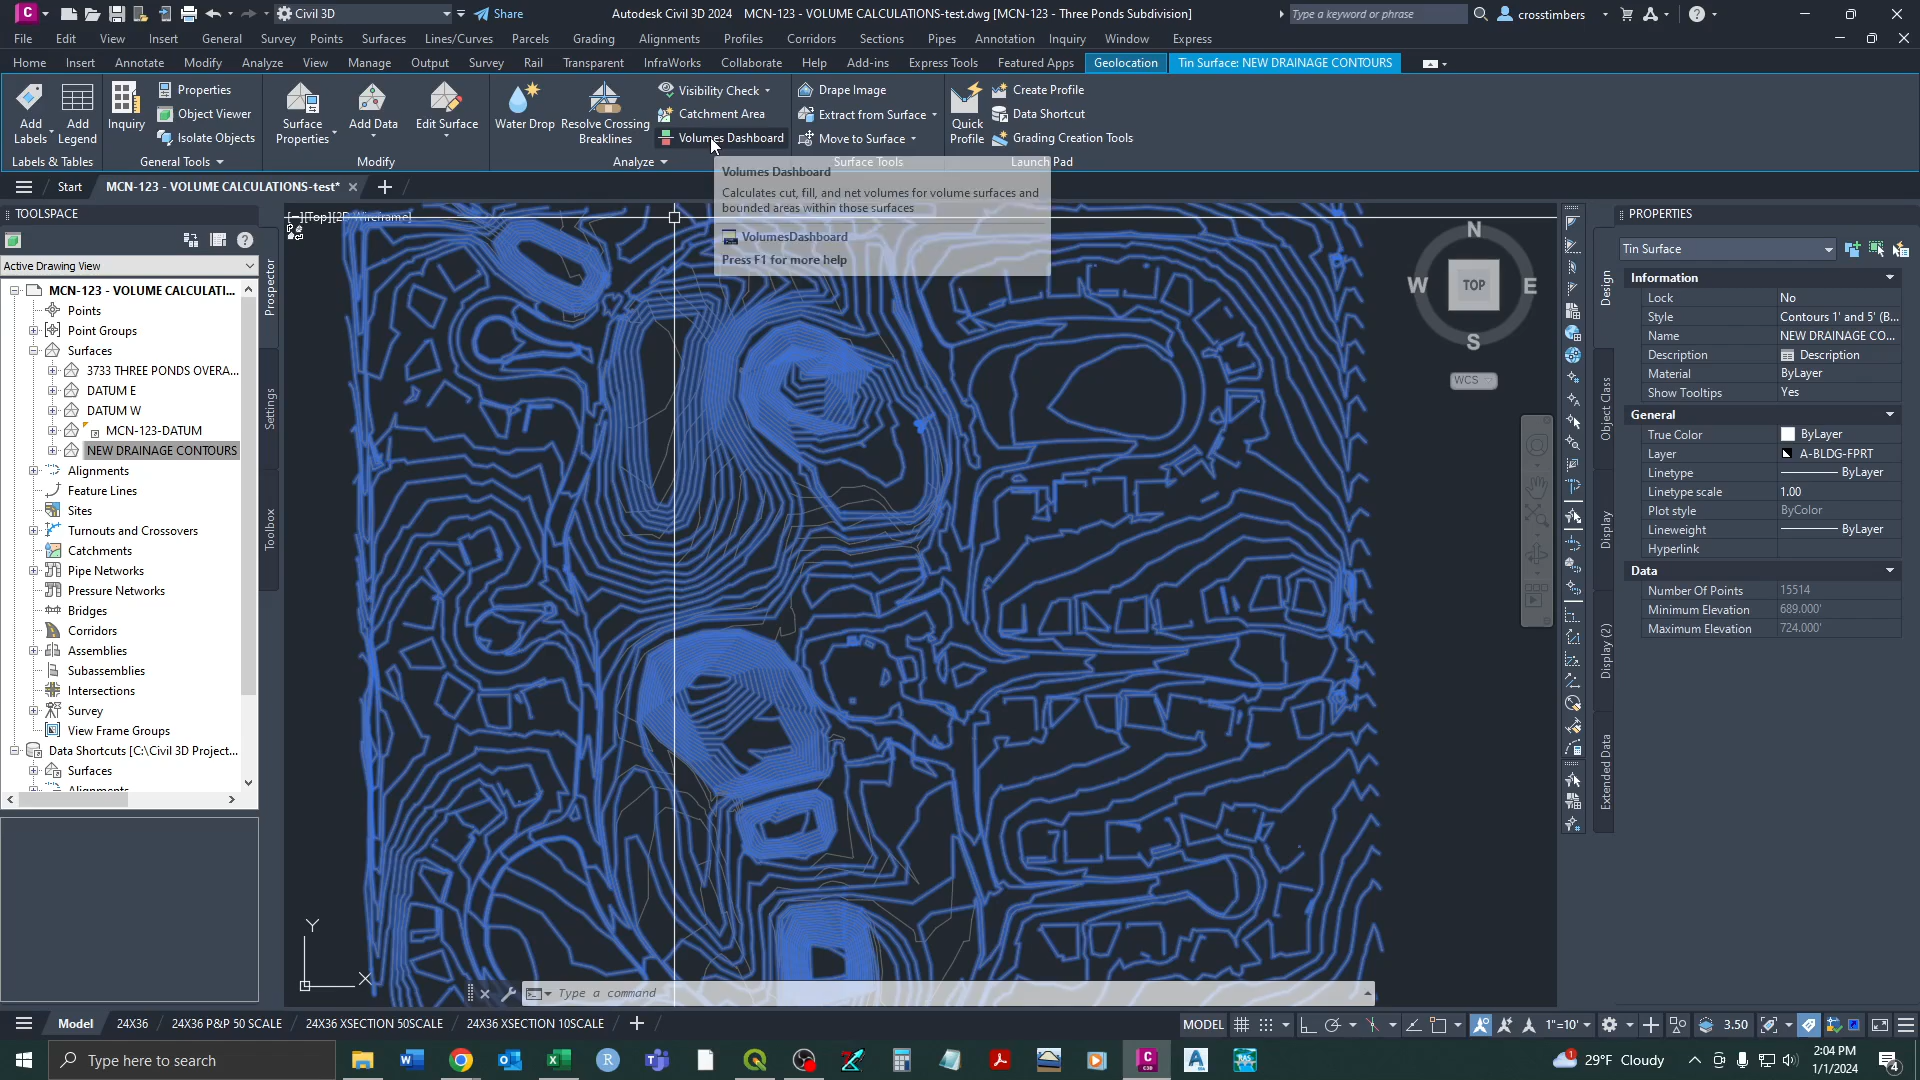 Civil 3D
Share
Autodesk Civil 3D 2024 MCN-123 - VOLUME CALCULATIONS-test.dwg [MCN-123 - Three Ponds Subdivision]
Type a keyword or phrase
crosstimbers
File Edit View Insert General Survey Points Surfaces Lines/Curves Parcels Grading Alignments Profiles Corridors Sections Pipes Annotation Inquiry Window Express
Home Insert Annotate Modify Analyze View Manage Output Survey Rail Transparent InfraWorks Collaborate Help Add-ins Express Tools Featured Apps Geolocation Tin Surface: NEW DRAINAGE CONTOURS
Add Labels
Add Legend
Labels & Tables
Inquiry
Properties
Object Viewer
Isolate Objects
General Tools
Surface Properties
Add Data
Edit Surface
Modify
Water Drop
Resolve Crossing Breaklines
Visibility Check
Catchment Area
Volumes Dashboard
Analyze
Drape Image
Extract from Surface
Move to Surface
Surface Tools
Quick Profile
Create Profile
Data Shortcut
Grading Creation Tools
Launch Pad
Start
MCN-123 - VOLUME CALCULATIONS-test*
Volumes Dashboard
Calculates cut, fill, and net volumes for volume surfaces and
bounded areas within those surfaces
VolumesDashboard
Press F1 for more help
TOOLSPACE
Active Drawing View
MCN-123 - VOLUME CALCULATI...
Points
Point Groups
Surfaces
3733 THREE PONDS OVERA...
DATUM E
DATUM W
MCN-123-DATUM
NEW DRAINAGE CONTOURS
Alignments
Feature Lines
Sites
Turnouts and Crossovers
Catchments
Pipe Networks
Pressure Networks
Bridges
Corridors
Assemblies
Subassemblies
Intersections
Survey
View Frame Groups
Data Shortcuts [C:\Civil 3D Project...
Surfaces
Alignments
Prospector
Settings
Survey
Toolbox
[−][Top][2D Wireframe]
N
W
TOP
E
S
WCS
Y
X
Type a command
PROPERTIES
Tin Surface
Design
Object Class
Display
Display (2)
Extended Data
Information
Lock No
Style Contours 1' and 5' (B...
Name NEW DRAINAGE CO...
Description Description
Material ByLayer
Show Tooltips Yes
General
True Color ByLayer
Layer A-BLDG-FPRT
Linetype ByLayer
Linetype scale 1.00
Plot style ByColor
Lineweight ByLayer
Hyperlink
Data
Number Of Points 15514
Minimum Elevation 689.000'
Maximum Elevation 724.000'
Model 24X36 24X36 P&P 50 SCALE 24X36 XSECTION 50SCALE 24X36 XSECTION 10SCALE
MODEL
1"=10'
3.50
Type here to search
29°F Cloudy
2:04 PM
1/1/2024